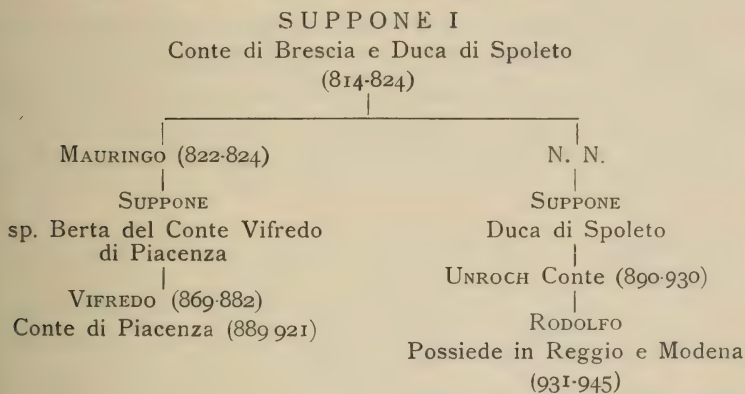 SUPPONE I
Conte di Brescia e Duca di Spoleto
(814-824)
MAURINGO (822-824)
SUPPONE
sp. Berta del Conte Vifredo
di Piacenza
VIFREDO (869-882)
Conte di Piacenza (889 921)
N. N.
SUPPONE
Duca di Spoleto
UNROCH Conte (890-930)
RODOLFO
Possiede in Reggio e Modena
(931-945)